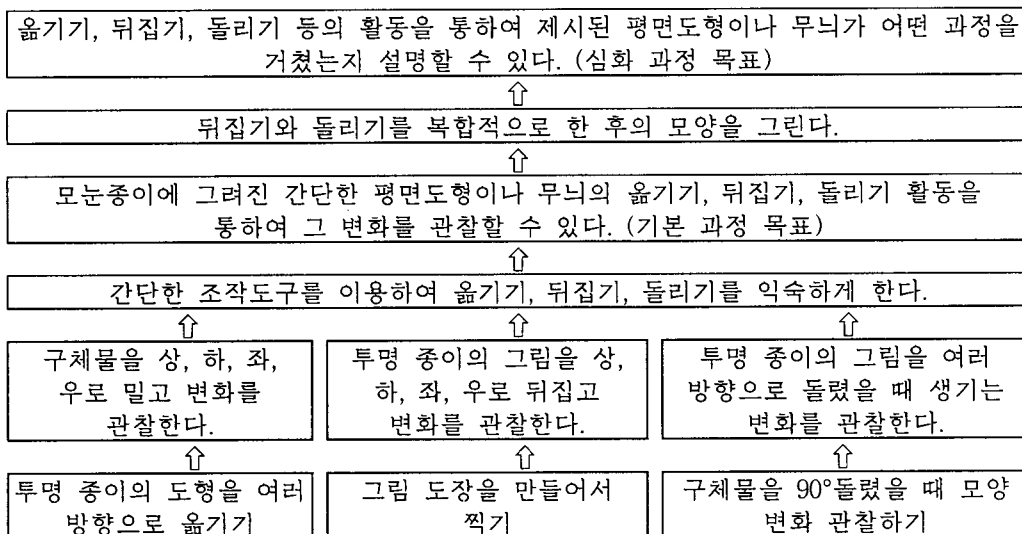 옮기기, 뒤집기, 돌리기 등의 활동을 통하여 제시된 평면도형이나 무늬가 어떤 과정을
거쳤는지 설명할 수 있다. (심화 과정 목표)
⇧
뒤집기와 돌리기를 복합적으로 한 후의 모양을 그린다.
⇧
모눈종이에 그려진 간단한 평면도형이나 무늬의 옮기기, 뒤집기, 돌리기 활동을
통하여 그 변화를 관찰할 수 있다. (기본 과정 목표)
⇧
간단한 조작도구를 이용하여 옮기기, 뒤집기, 돌리기를 익숙하게 한다.
⇧ ⇧ ⇧
구체물을 상, 하, 좌,
우로 밀고 변화를
관찰한다.
투명 종이의 그림을 상,
하, 좌, 우로 뒤집고
변화를 관찰한다.
투명 종이의 그림을 여러
방향으로 돌렸을 때 생기는
변화를 관찰한다.
⇧ ⇧ ⇧
투명 종이의 도형을 여러
방향으로 옮기기
그림 도장을 만들어서
찍기
구체물을 90°돌렸을 때 모양
변화 관찰하기